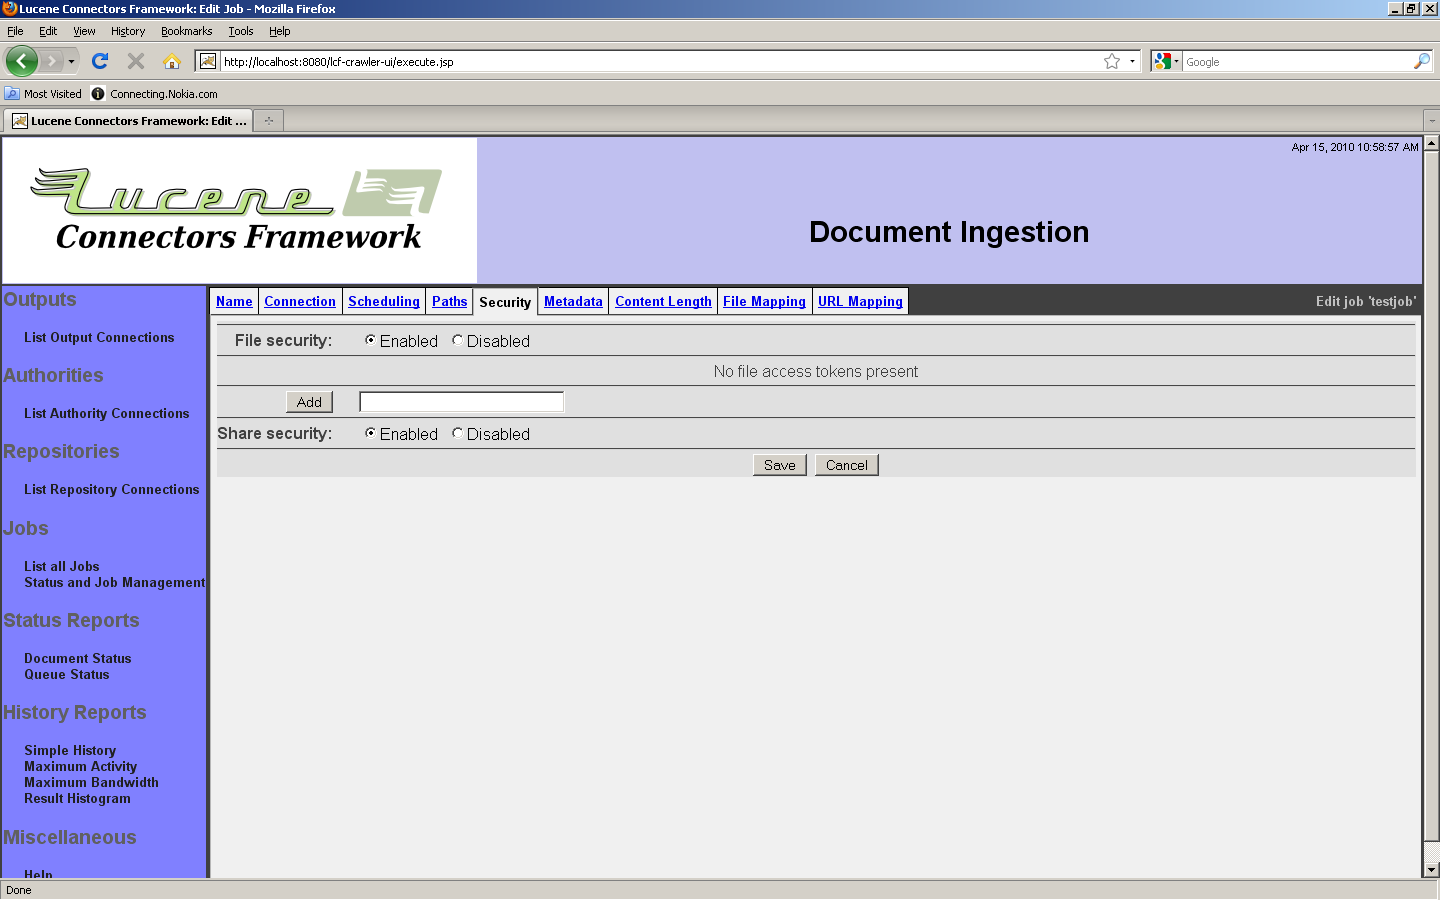 Lucene Connectors Framework: Edit Job - Mozilla Firefox
File Edit View History Bookmarks Tools Help
http://localhost:8080/lcf-crawler-ui/execute.jsp
Google
Most Visited Connecting.Nokia.com
Lucene Connectors Framework: Edit ...
Apr 15, 2010 10:58:57 AM
Lucene
Connectors Framework
Document Ingestion
Name Connection Scheduling Paths Security Metadata Content Length File Mapping URL Mapping
Edit job 'testjob'
Outputs
List Output Connections
Authorities
List Authority Connections
Repositories
List Repository Connections
Jobs
List all Jobs
Status and Job Management
Status Reports
Document Status
Queue Status
History Reports
Simple History
Maximum Activity
Maximum Bandwidth
Result Histogram
Miscellaneous
Help
File security: Enabled Disabled
No file access tokens present
Add
Share security: Enabled Disabled
Save Cancel
Done